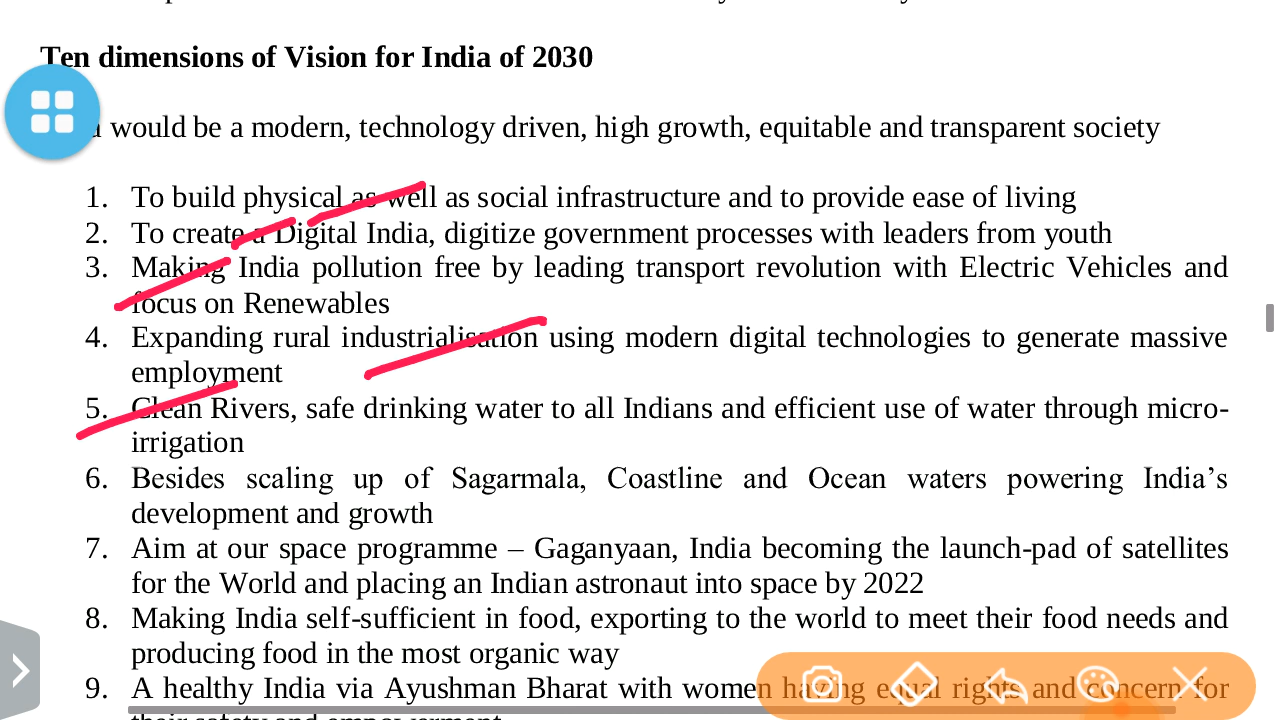 Ten dimensions of Vision for India of 2030
would be a modern, technology driven, high growth, equitable and transparent society
1. To build physical as well as social infrastructure and to provide ease of living
2. To create a Digital India, digitize government processes with leaders from youth
3. Making India pollution free by leading transport revolution with Electric Vehicles and
focus on Renewables
4. Expanding rural industrialisation using modern digital technologies to generate massive
employment
5. Clean Rivers, safe drinking water to all Indians and efficient use of water through micro-
irrigation
6. Besides scaling up of Sagarmala, Coastline and Ocean waters powering India’s
development and growth
7. Aim at our space programme – Gaganyaan, India becoming the launch-pad of satellites
for the World and placing an Indian astronaut into space by 2022
8. Making India self-sufficient in food, exporting to the world to meet their food needs and
producing food in the most organic way
9. A healthy India via Ayushman Bharat with women having equal rights and concern for
their safety and empowerment